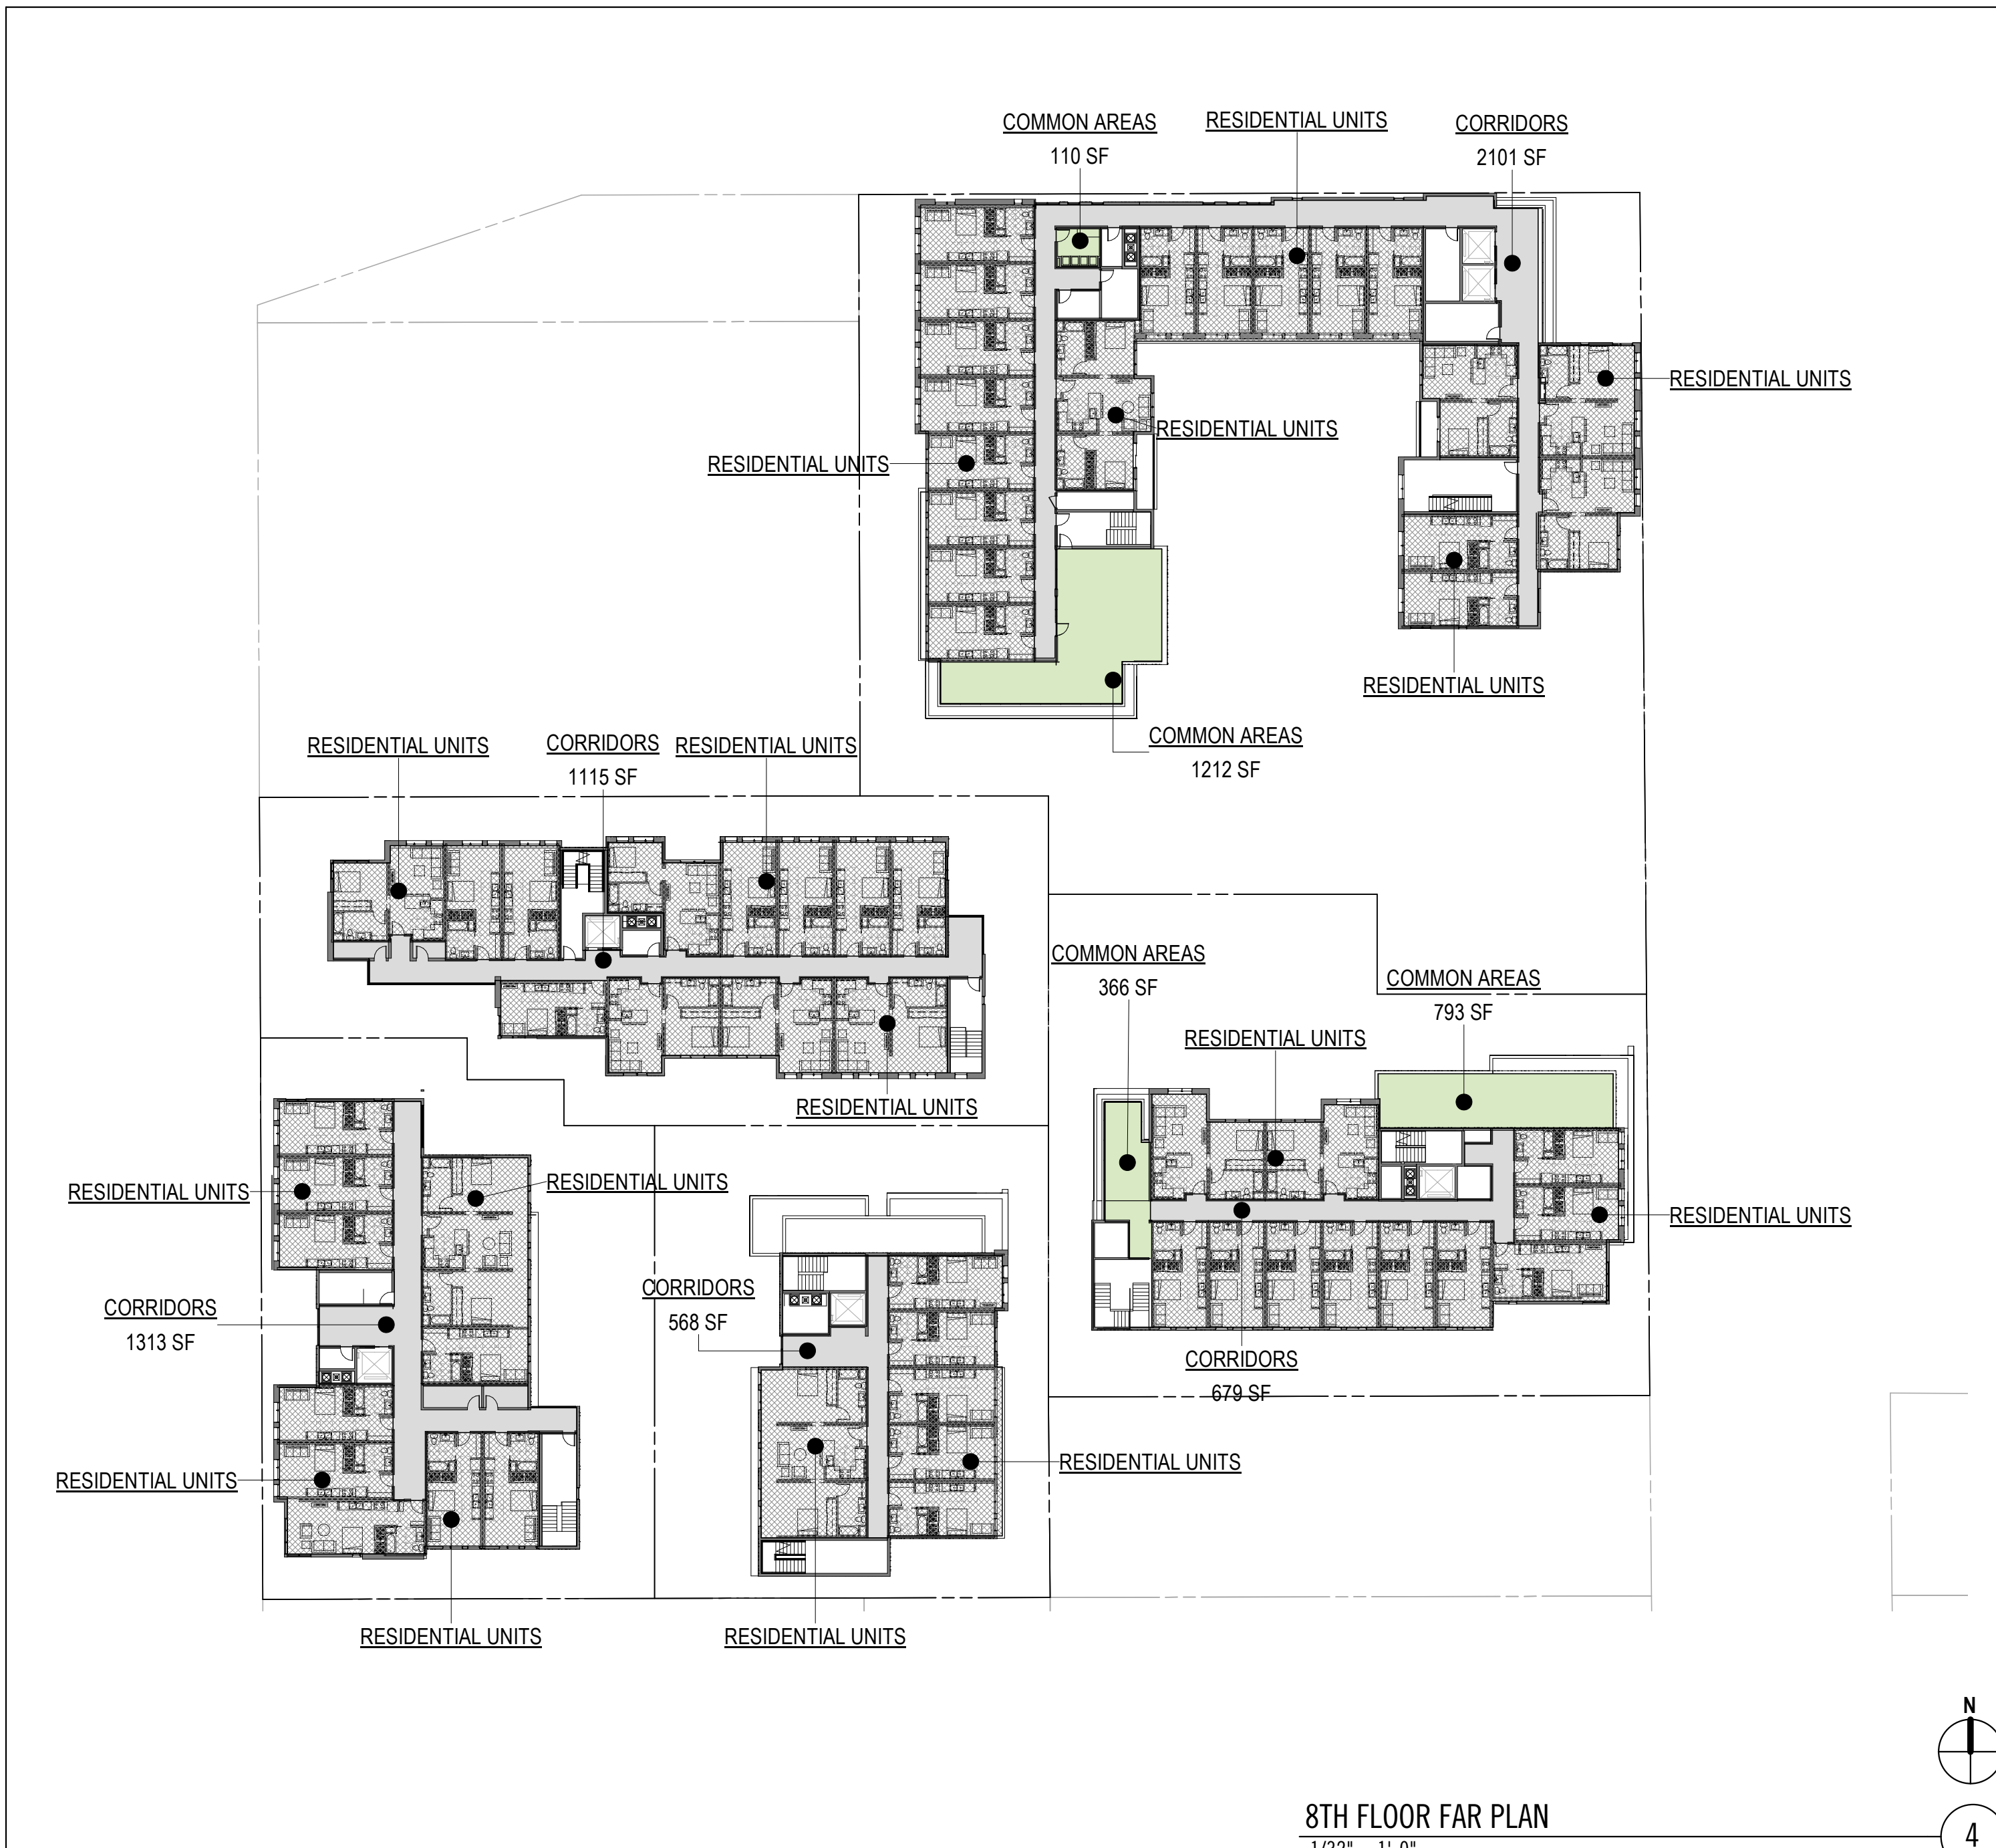 COMMON AREAS
110 SF
RESIDENTIAL UNITS
CORRIDORS
2101 SF
RESIDENTIAL UNITS
RESIDENTIAL UNITS
RESIDENTIAL UNITS
RESIDENTIAL UNITS
COMMON AREAS
1212 SF
RESIDENTIAL UNITS
CORRIDORS
1115 SF
RESIDENTIAL UNITS
COMMON AREAS
366 SF
COMMON AREAS
793 SF
RESIDENTIAL UNITS
RESIDENTIAL UNITS
RESIDENTIAL UNITS
RESIDENTIAL UNITS
RESIDENTIAL UNITS
CORRIDORS
1313 SF
CORRIDORS
568 SF
CORRIDORS
679 SF
RESIDENTIAL UNITS
RESIDENTIAL UNITS
RESIDENTIAL UNITS
RESIDENTIAL UNITS
N
8TH FLOOR FAR PLAN
4